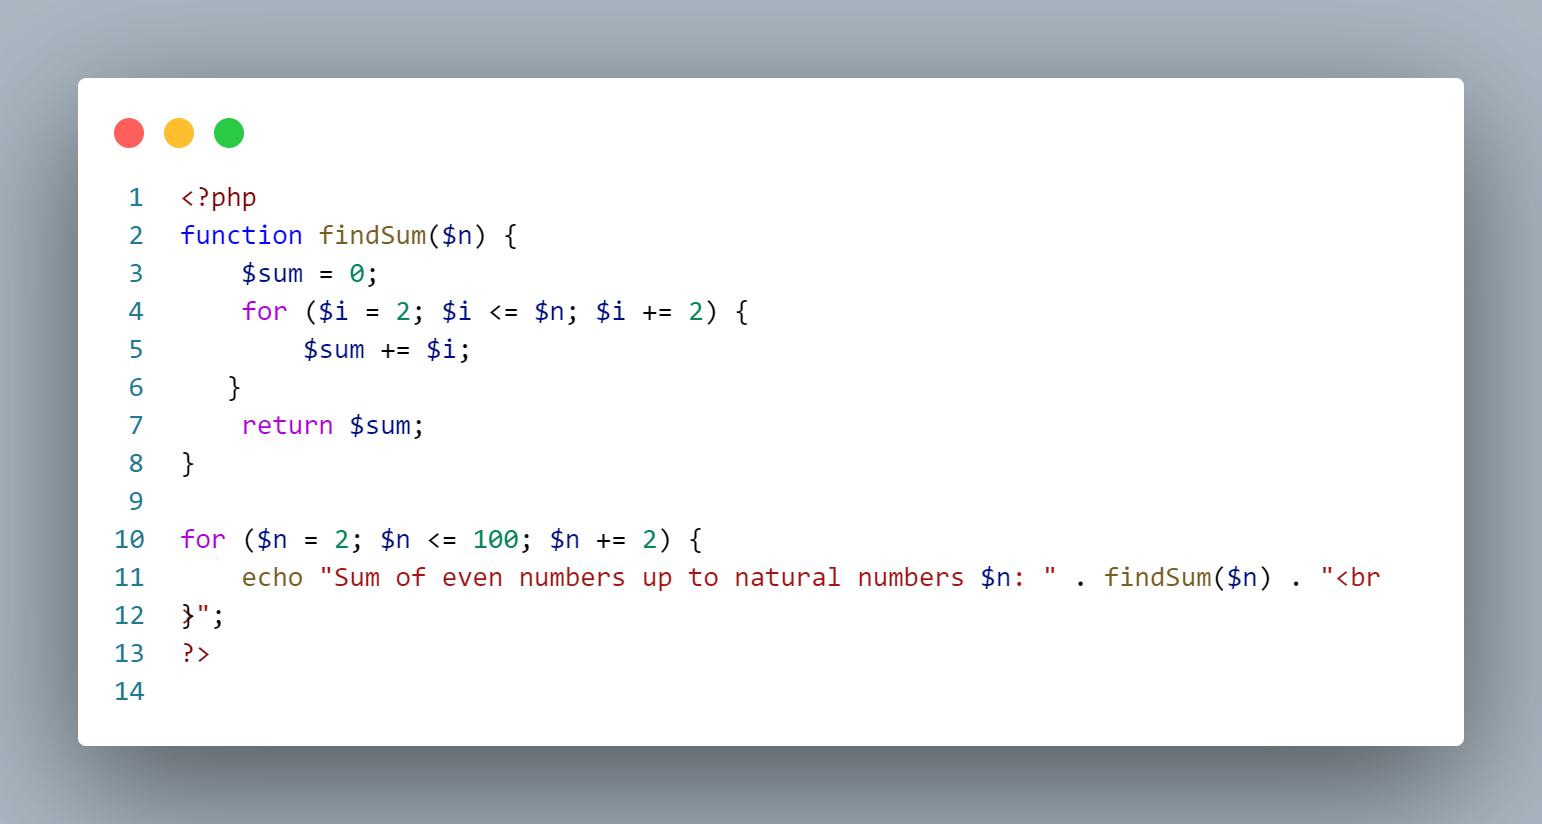 1 <?php
2 function findSum($n) {
3     $sum = 0;
4     for ($i = 2; $i <= $n; $i += 2) {
5         $sum += $i;
6    }
7     return $sum;
8 }
9
10 for ($n = 2; $n <= 100; $n += 2) {
11     echo "Sum of even numbers up to natural numbers $n: " . findSum($n) . "<br
>";
12 }
13 ?>
14